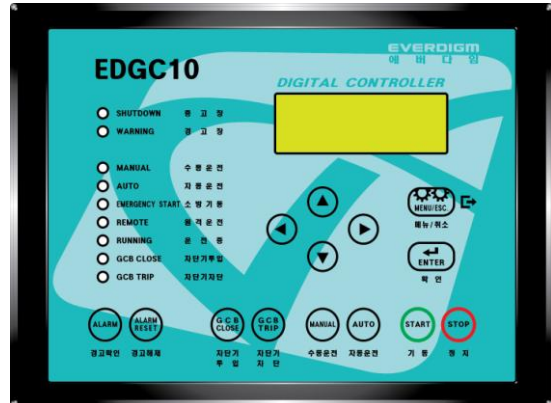 EVERDIGM
에 버 다 임
EDGC10
DIGITAL CONTROLLER
SHUTDOWN 중 고 장
WARNING 경 고 장
MANUAL 수 동 운 전
AUTO 자 동 운 전
EMERGENCY START 소 방 기 동
REMOTE 원 격 운 전
RUNNING 운 전 중
GCB CLOSE 차단기투입
GCB TRIP 차단기차단
MENU/ESC
메뉴/취소
ENTER
확 인
ALARM
ALARM RESET
GCB CLOSE
GCB TRIP
MANUAL
AUTO
START
STOP
경고확인 경고해제 차단기 투 입 차단기 차 단 수동운전 자동운전 기 동 정 지